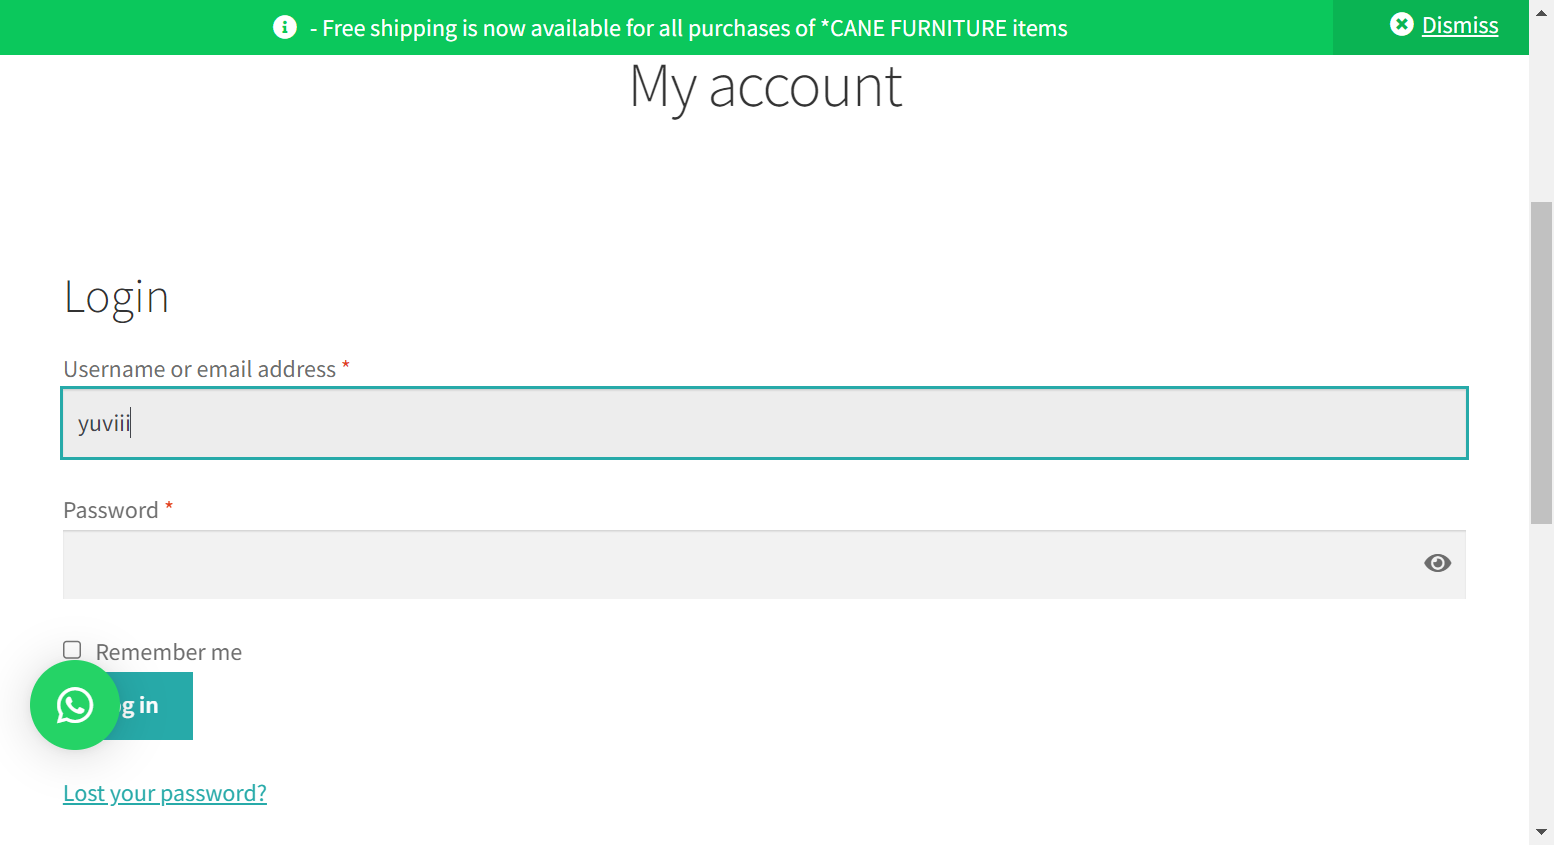 - Free shipping is now available for all purchases of *CANE FURNITURE items
Dismiss
My account
Login
Username or email address *
yuviii
Password *
Remember me
g in
Lost your password?